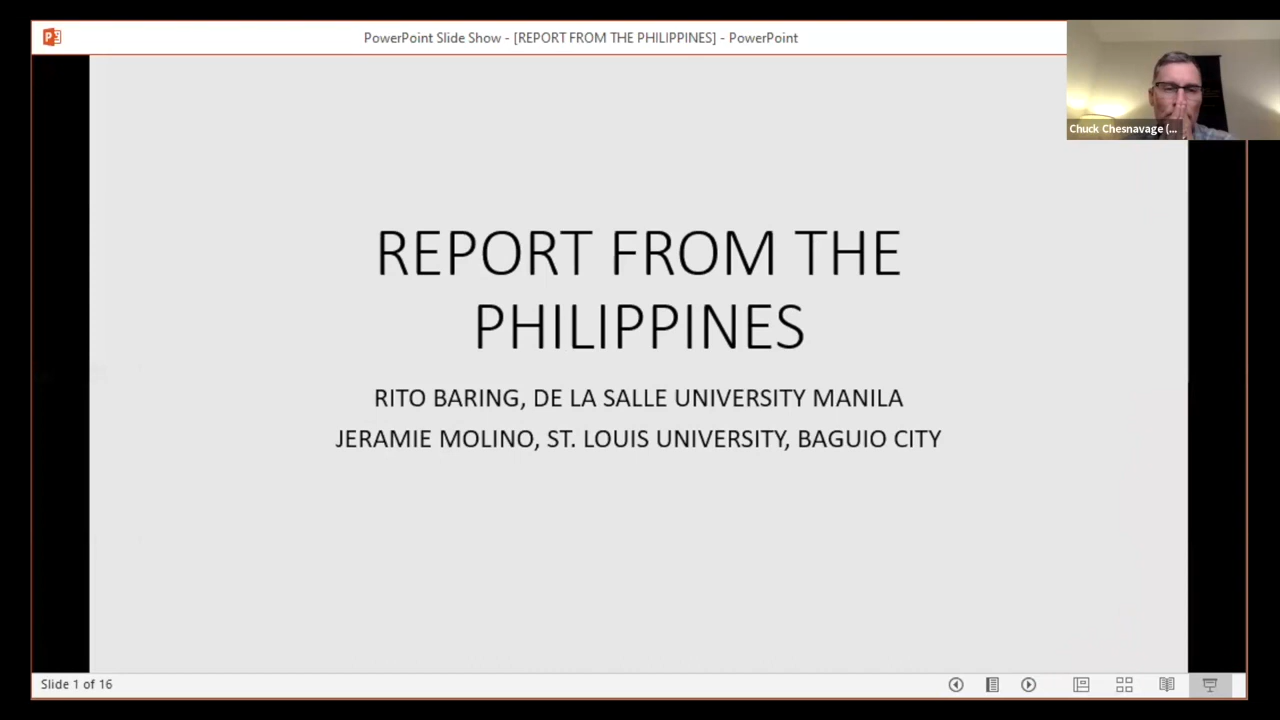 PowerPoint Slide Show - [REPORT FROM THE PHILIPPINES] - PowerPoint
Chuck Chesnavage (...
REPORT FROM THE
PHILIPPINES
RITO BARING, DE LA SALLE UNIVERSITY MANILA
JERAMIE MOLINO, ST. LOUIS UNIVERSITY, BAGUIO CITY
Slide 1 of 16